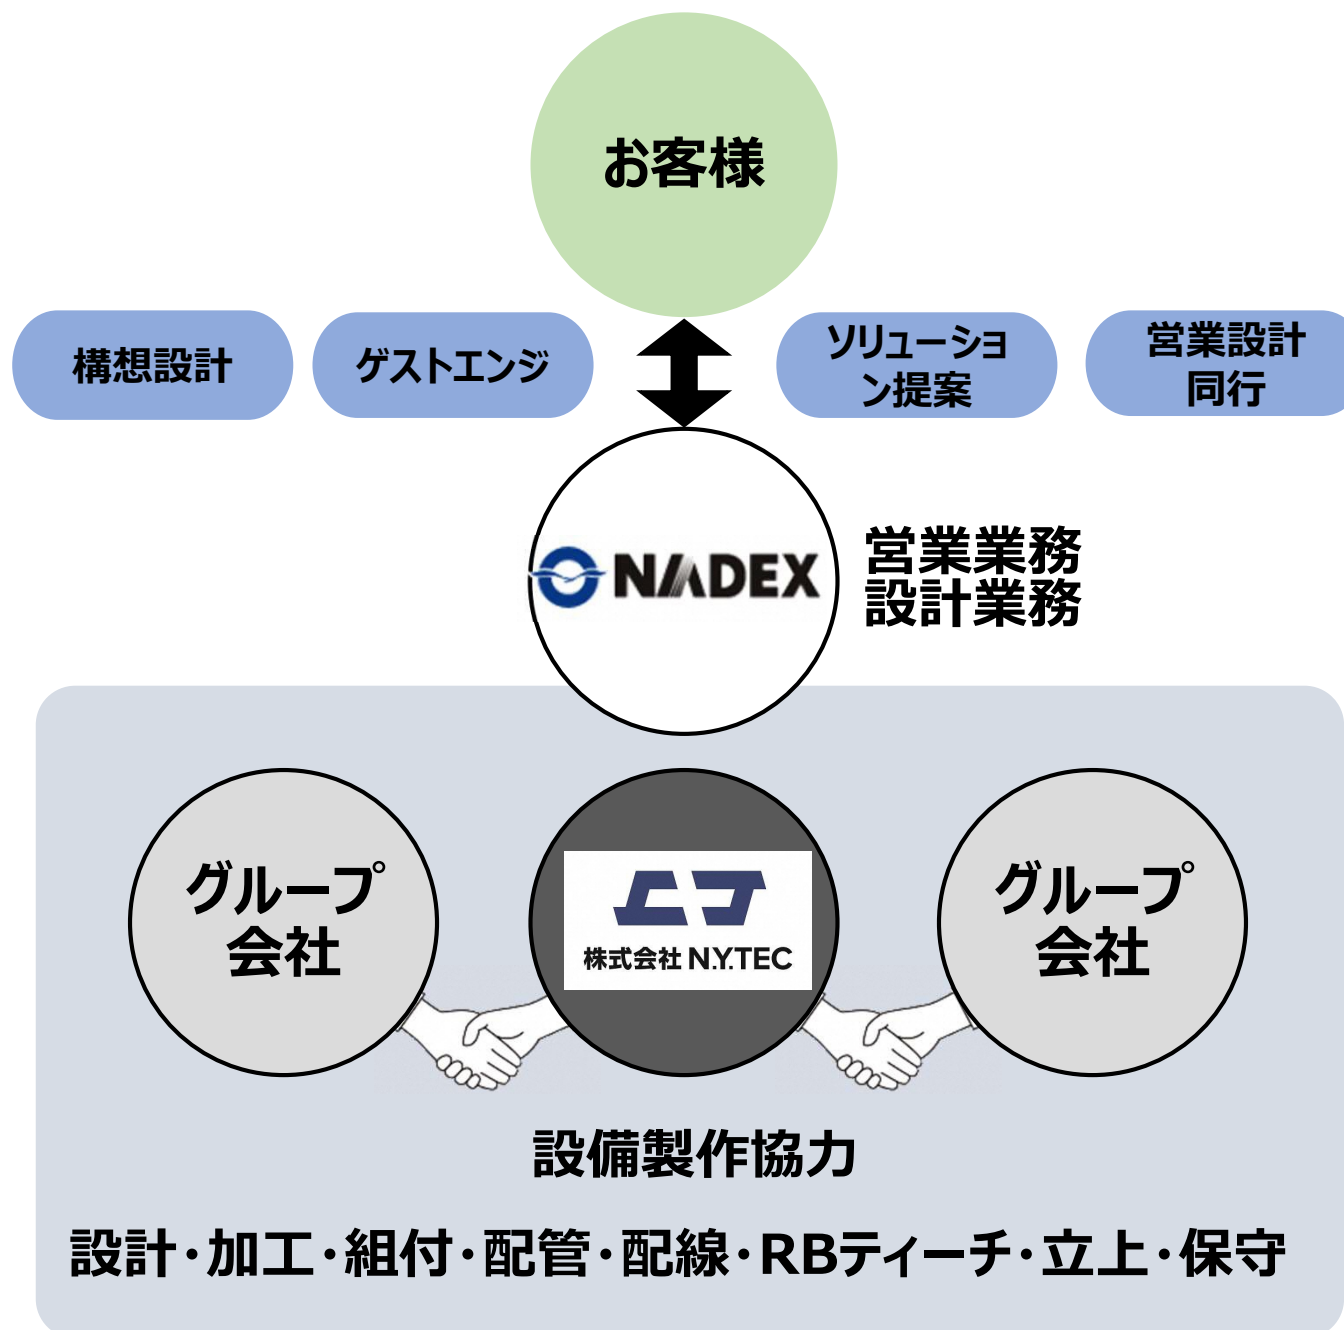 お客様
構想設計
ゲストエンジ
ソリューショ
ン提案
営業設計
同行
NADEX
営業業務
設計業務
グループ
会社
株式会社 N.Y.TEC
グループ
会社
設備製作協力
設計・加工・組付・配管・配線・RBティーチ・立上・保守